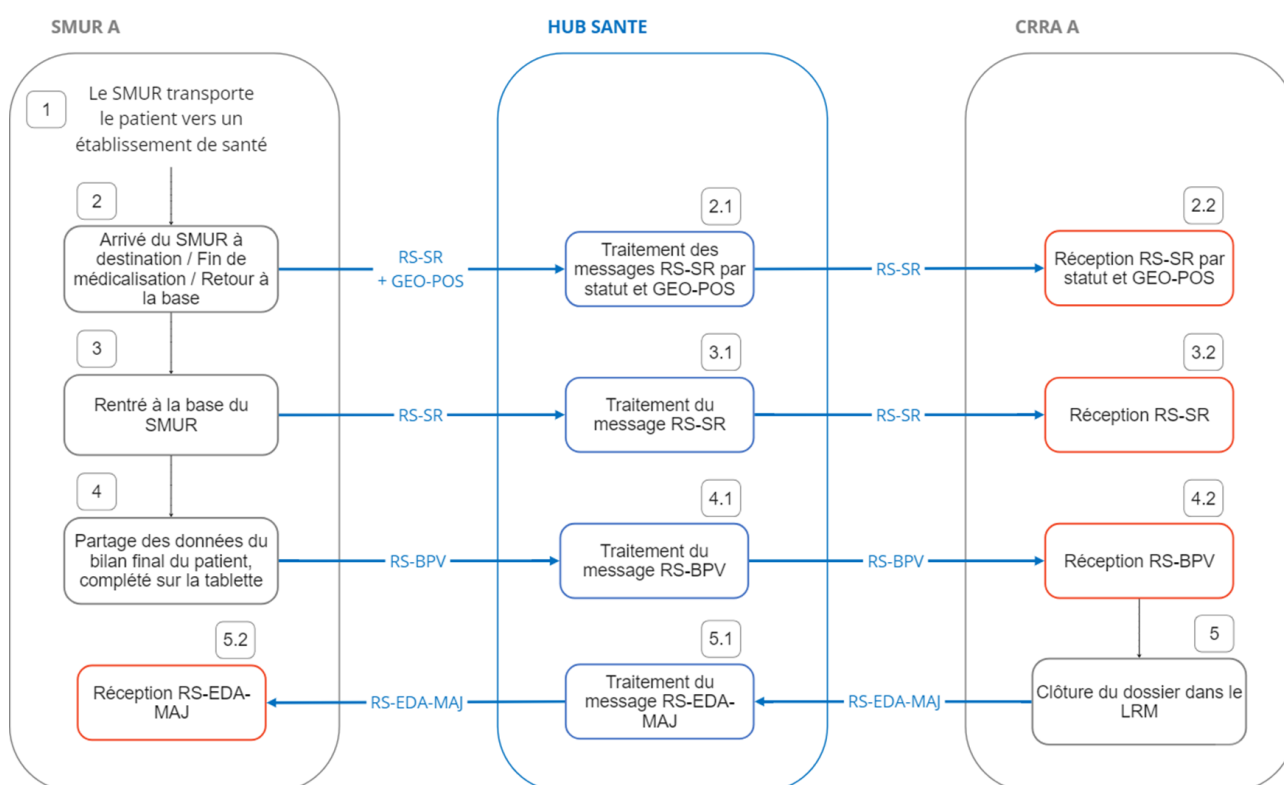 SMUR A
HUB SANTE
CRRA A
1
Le SMUR transporte
le patient vers un
établissement de santé
2
Arrivé du SMUR à
destination / Fin de
médicalisation / Retour à
la base
RS-SR
+ GEO-POS
2.1
Traitement des
messages RS-SR par
statut et GEO-POS
RS-SR
2.2
Réception RS-SR par
statut et GEO-POS
3
Rentré à la base du
SMUR
RS-SR
3.1
Traitement du
message RS-SR
RS-SR
3.2
Réception RS-SR
4
Partage des données du
bilan final du patient,
complété sur la tablette
RS-BPV
4.1
Traitement du
message RS-BPV
RS-BPV
4.2
Réception RS-BPV
5
Clôture du dossier dans le
LRM
RS-EDA-MAJ
5.1
Traitement du
message RS-EDA-
MAJ
RS-EDA-MAJ
5.2
Réception RS-EDA-
MAJ